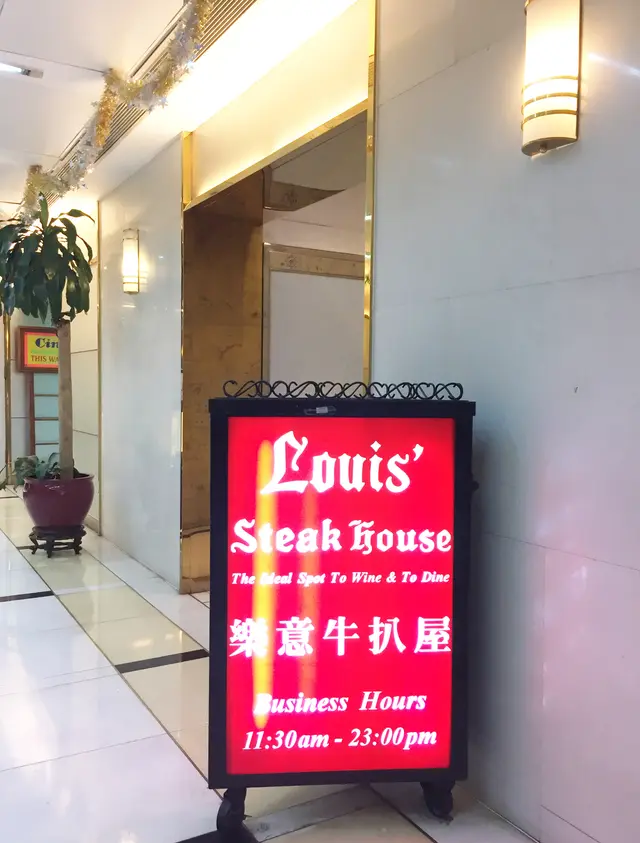 Louis'
Steak House
The Ideal Spot To Wine & To Dine
樂意牛扒屋
Business Hours
11:30am - 23:00pm
THIS